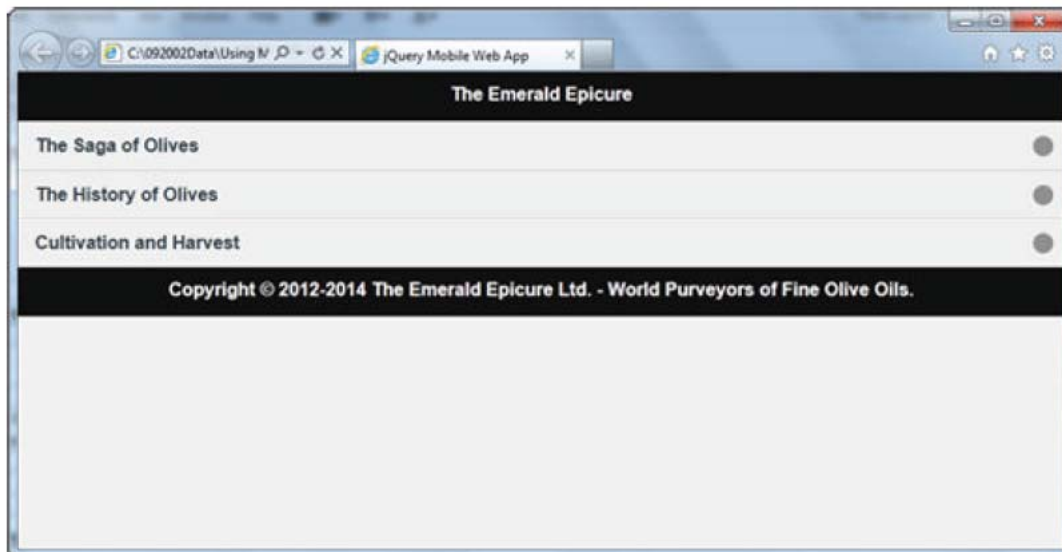 C:\092002Data\Using M
jQuery Mobile Web App
The Emerald Epicure
The Saga of Olives
The History of Olives
Cultivation and Harvest
Copyright © 2012-2014 The Emerald Epicure Ltd. - World Purveyors of Fine Olive Oils.